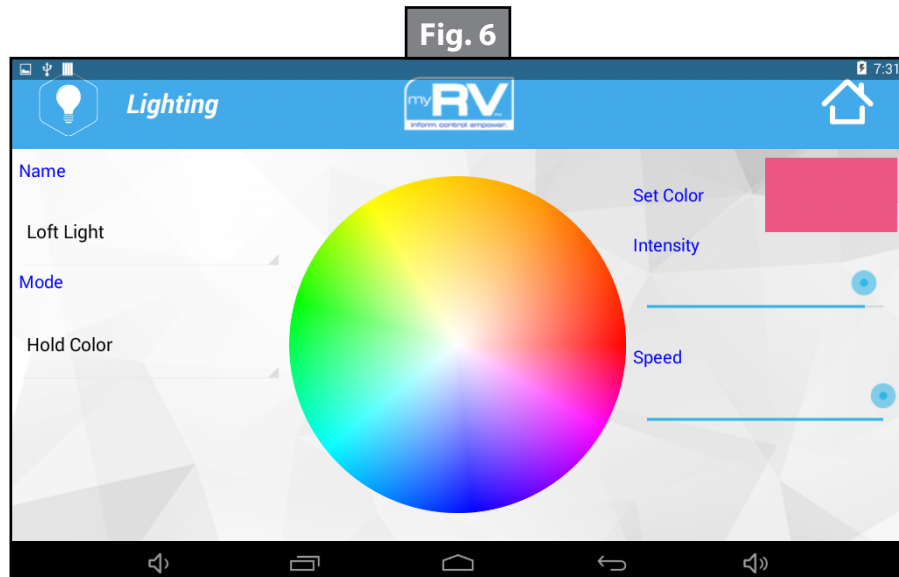 Fig. 6
7:31
Lighting
myRV
inform. control. empower.
Name
Loft Light
Mode
Hold Color
Set Color
Intensity
Speed